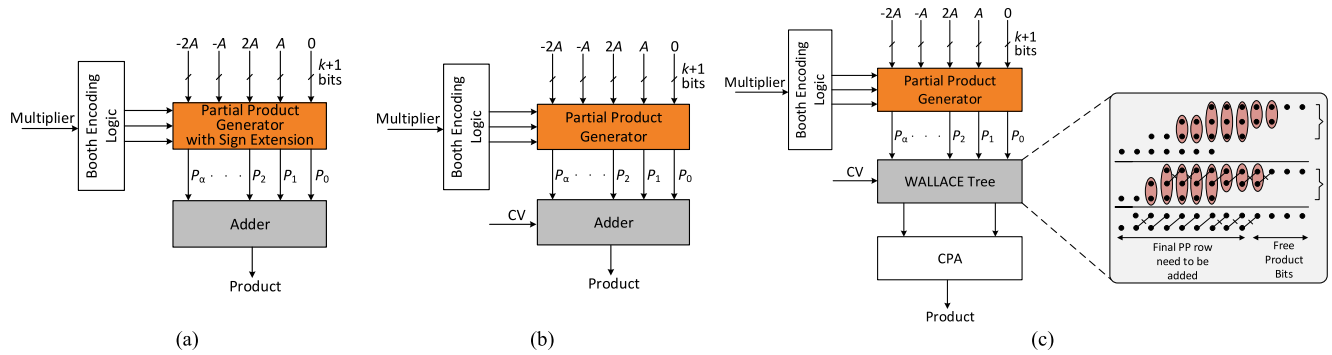 -2A -A 2A A 0
k+1
bits
Multiplier
Booth Encoding
Logic
Partial Product
Generator
with Sign Extension
Pα · · · P2 P1 P0
Adder
Product
(a)
-2A -A 2A A 0
k+1
bits
Multiplier
Booth Encoding
Logic
Partial Product
Generator
Pα · · · P2 P1 P0
CV
Adder
Product
(b)
-2A -A 2A A 0
k+1
bits
Multiplier
Booth Encoding
Logic
Partial Product
Generator
Pα · · · P2 P1 P0
CV
WALLACE Tree
CPA
Product
Final PP row
need to be
added
Free
Product
Bits
(c)